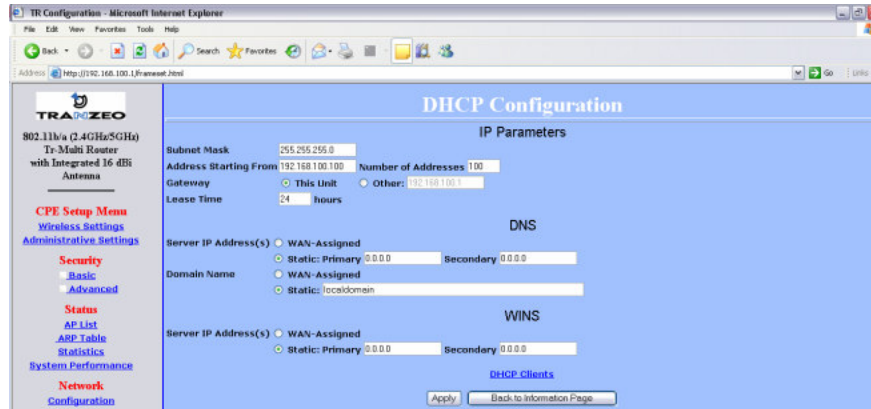 TR Configuration - Microsoft Internet Explorer
File Edit View Favorites Tools Help
Back Search Favorites
Address http://192.168.100.1/frameset.html Go Links
TRANZEO
802.11b/a (2.4GHz/5GHz)
Tr-Multi Router
with Integrated 16 dBi
Antenna
CPE Setup Menu
Wireless Settings
Administrative Settings
Security
Basic
Advanced
Status
AP List
ARP Table
Statistics
System Performance
Network
Configuration
DHCP Configuration
IP Parameters
Subnet Mask 255.255.255.0
Address Starting From 192.168.100.100 Number of Addresses 100
Gateway This Unit Other: 192.168.100.1
Lease Time 24 hours
DNS
Server IP Address(s) WAN-Assigned
Static: Primary 0.0.0.0 Secondary 0.0.0.0
Domain Name WAN-Assigned
Static: localdomain
WINS
Server IP Address(s) WAN-Assigned
Static: Primary 0.0.0.0 Secondary 0.0.0.0
DHCP Clients
Apply Back to Information Page